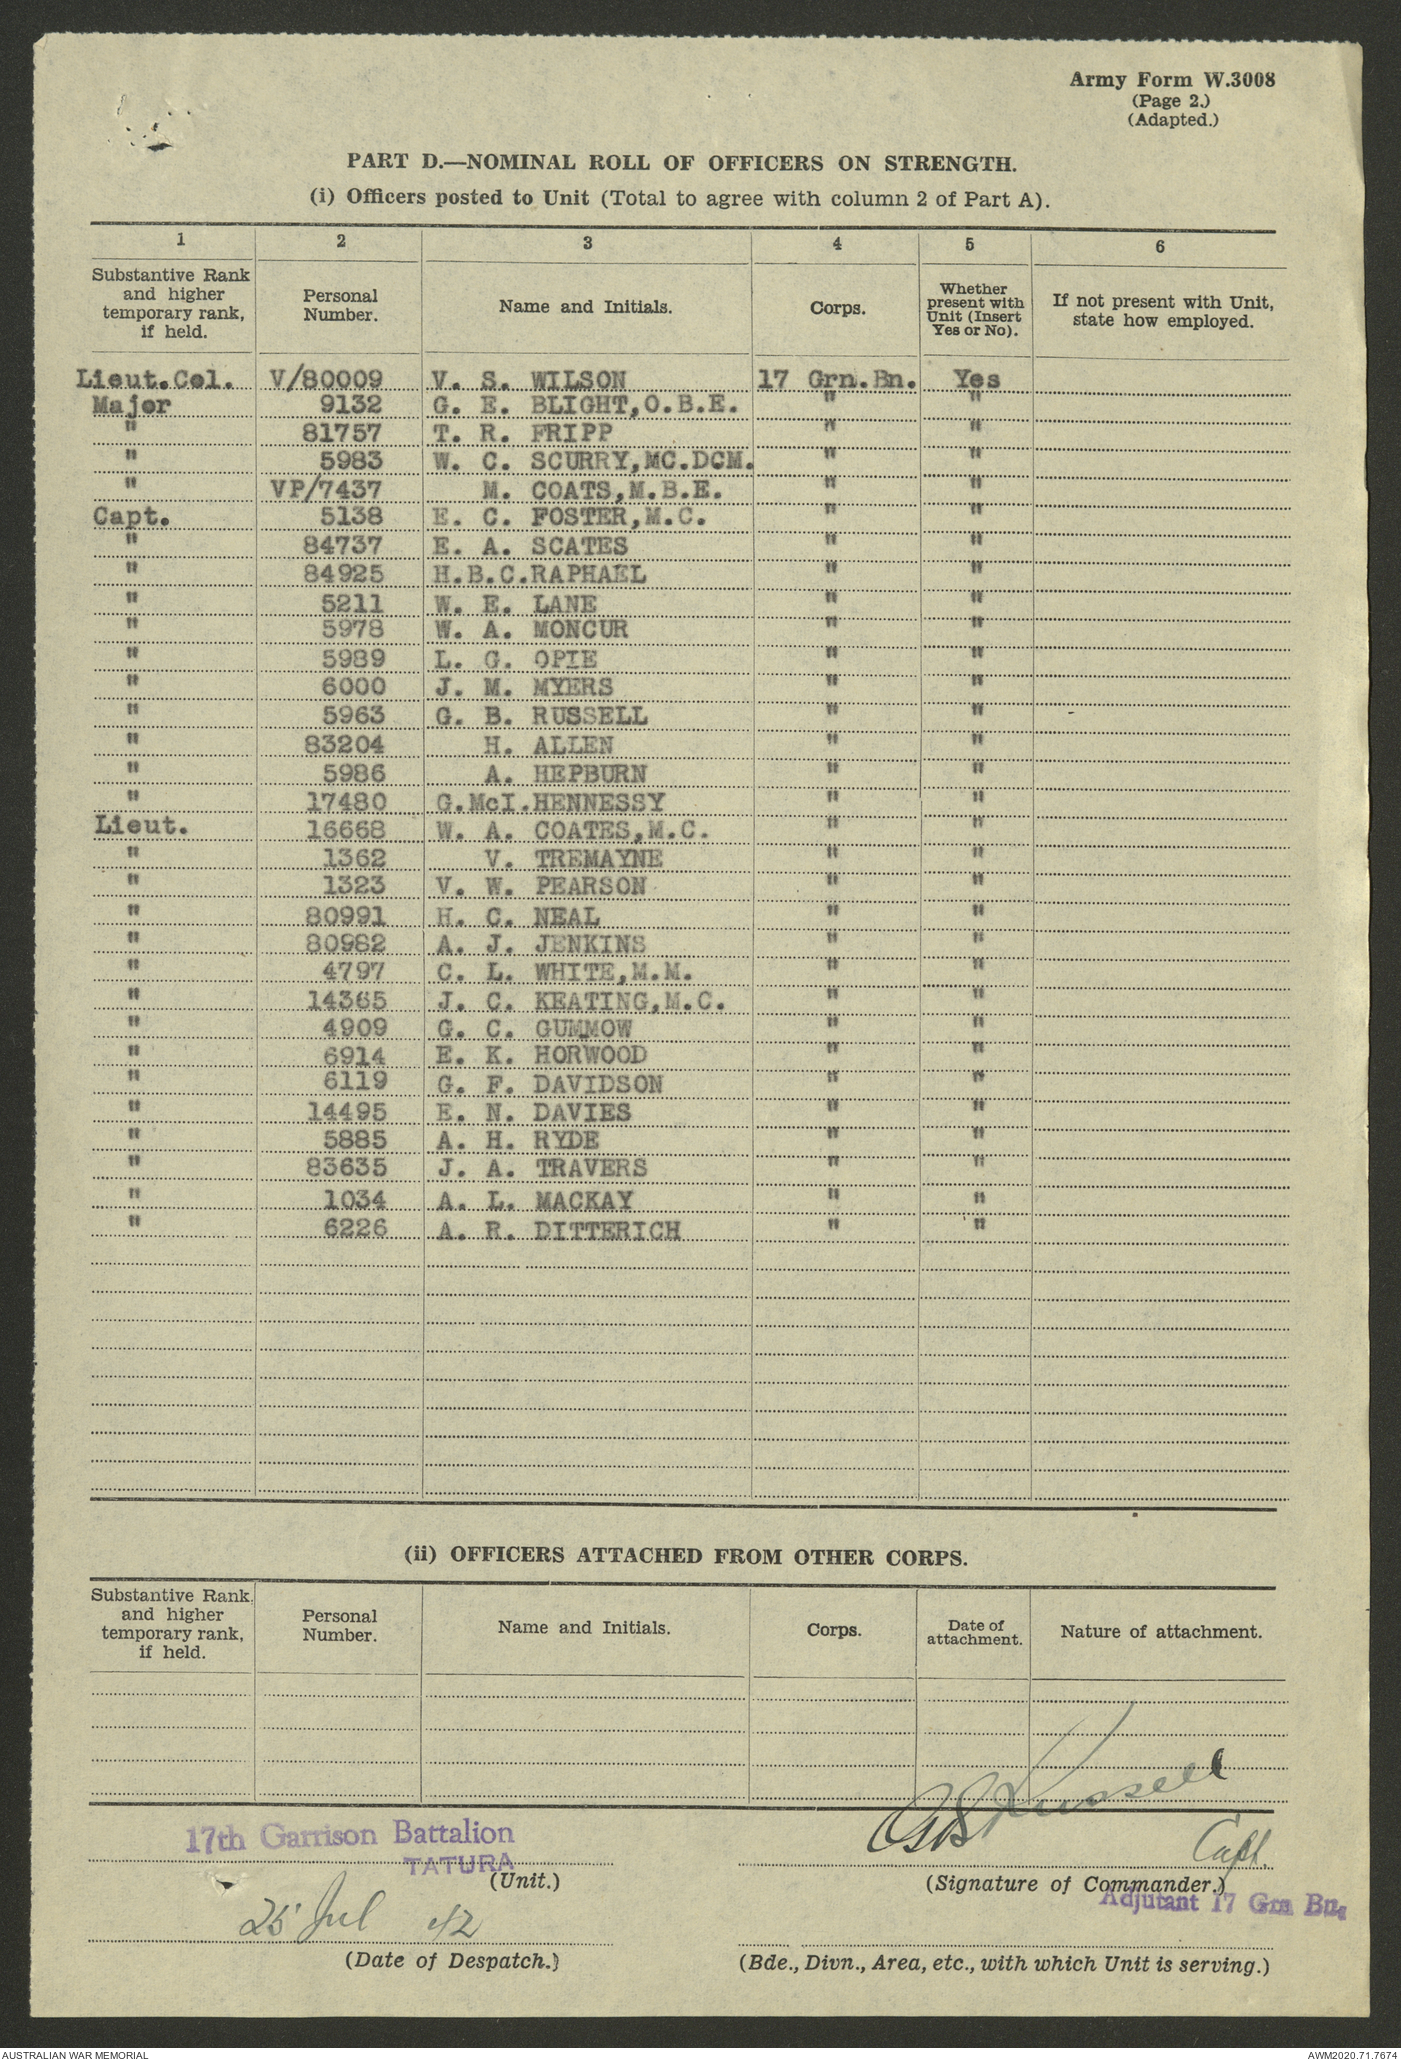 Army Form W.3008
(Page 2.)
(Adapted.)
PART D.—NOMINAL ROLL OF OFFICERS ON STRENGTH.
(i) Officers posted to Unit (Total to agree with column 2 of Part A).
1 2 3 4 5 6
Substantive Rank and higher temporary rank, if held. Personal Number. Name and Initials. Corps. Whether present with Unit (Insert Yes or No). If not present with Unit, state how employed.
Lieut.Col. V/80009 V. S. WILSON 17 Grn.Bn. Yes
Major 9132 G. E. BLIGHT,O.B.E. " "
" 81757 T. R. FRIPP " "
" 5983 W. C. SCURRY,MC.DCM. " "
" VP/7437 M. COATS,M.B.E. " "
Capt. 5138 E. C. FOSTER,M.C. " "
" 84737 E. A. SCATES " "
" 84925 H.B.C.RAPHAEL " "
" 5211 W. E. LANE " "
" 5978 W. A. MONCUR " "
" 5989 L. G. OPIE " "
" 6000 J. M. MYERS " "
" 5963 G. B. RUSSELL " "
" 83204 H. ALLEN " "
" 5986 A. HEPBURN " "
" 17480 G.McI.HENNESSY " "
Lieut. 16668 W. A. COATES,M.C. " "
" 1362 V. TREMAYNE " "
" 1323 V. W. PEARSON " "
" 80991 H. C. NEAL " "
" 80982 A. J. JENKINS " "
" 4797 C. L. WHITE,M.M. " "
" 14365 J. C. KEATING,M.C. " "
" 4909 G. C. GUMMOW " "
" 6914 E. K. HORWOOD " "
" 6119 G. F. DAVIDSON " "
" 14495 E. N. DAVIES " "
" 5885 A. H. RYDE " "
" 83635 J. A. TRAVERS " "
" 1034 A. L. MACKAY " "
" 6226 A. R. DITTERICH " "
(ii) OFFICERS ATTACHED FROM OTHER CORPS.
Substantive Rank and higher temporary rank, if held. Personal Number. Name and Initials. Corps. Date of attachment. Nature of attachment.
GB Russell
17th Garrison Battalion
Capt.
TATURA
(Unit.) (Signature of Commander.)
Adjutant 17 Grn Bn.
25 Jul 42
(Date of Despatch.) (Bde., Divn., Area, etc., with which Unit is serving.)
AUSTRALIAN WAR MEMORIAL AWM2020.71.7674